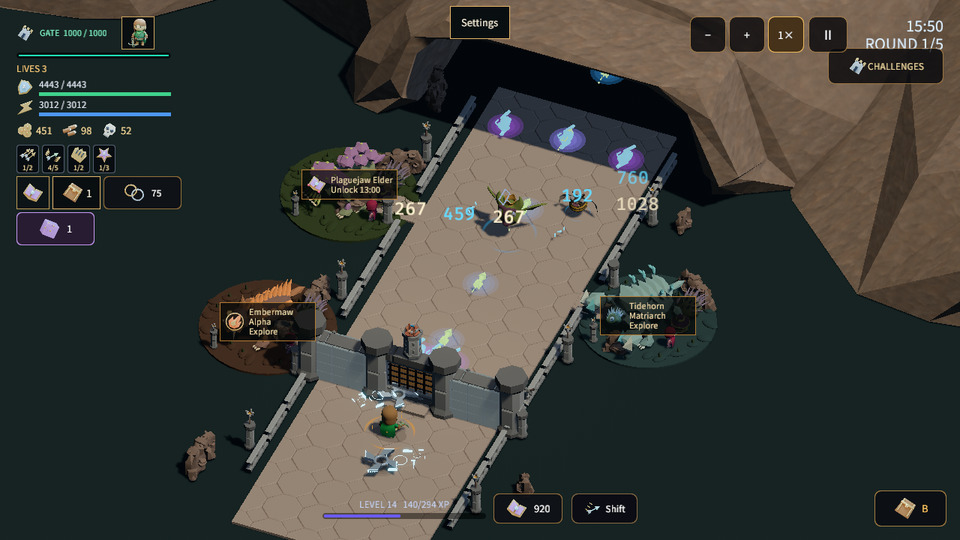 GATE 1000 / 1000
LIVES 3
4443 / 4443
3012 / 3012
451
98
52
1/2
4/5
1/2
1/3
1
75
1
Settings
−
+
1×
15:50
ROUND 1/5
CHALLENGES
Plaguejaw Elder
Unlock 13:00
267
459
267
192
760
1028
Embermaw
Alpha
Explore
Tidehorn
Matriarch
Explore
LEVEL 14 140/294 XP
920
Shift
B